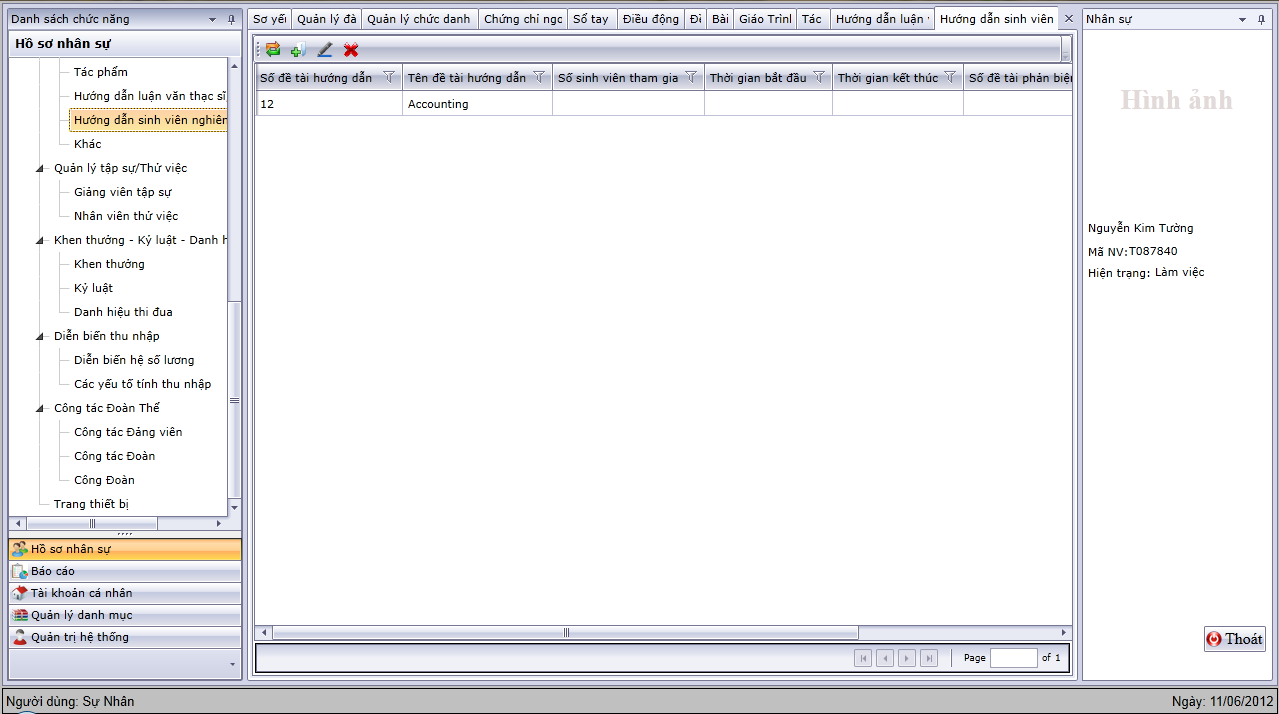 Danh sách chức năng
Hồ sơ nhân sự
Tác phẩm
Hướng dẫn luận văn thạc sĩ,
Hướng dẫn sinh viên nghiên
Khác
Quản lý tập sự/Thử việc
Giảng viên tập sự
Nhân viên thử việc
Khen thưởng - Kỷ luật - Danh h
Khen thưởng
Kỷ luật
Danh hiệu thi đua
Diễn biến thu nhập
Diễn biến hệ số lương
Các yếu tố tính thu nhập
Công tác Đoàn Thể
Công tác Đảng viên
Công tác Đoàn
Công Đoàn
Trang thiết bị
Hồ sơ nhân sự
Báo cáo
Tài khoản cá nhân
Quản lý danh mục
Quản trị hệ thống
Sơ yếu Quản lý đà Quản lý chức danh Chứng chỉ ngc Sổ tay Điều động Đi Bài Giáo Trình Tác Hướng dẫn luận Hướng dẫn sinh viên
Số đề tài hướng dẫn Tên đề tài hướng dẫn Số sinh viên tham gia Thời gian bắt đầu Thời gian kết thúc Số đề tài phản biện
12 Accounting
Page of 1
Nhân sự
Hình ảnh
Nguyễn Kim Tường
Mã NV:T087840
Hiện trạng: Làm việc
Thoát
Người dùng: Sự Nhân
Ngày: 11/06/2012